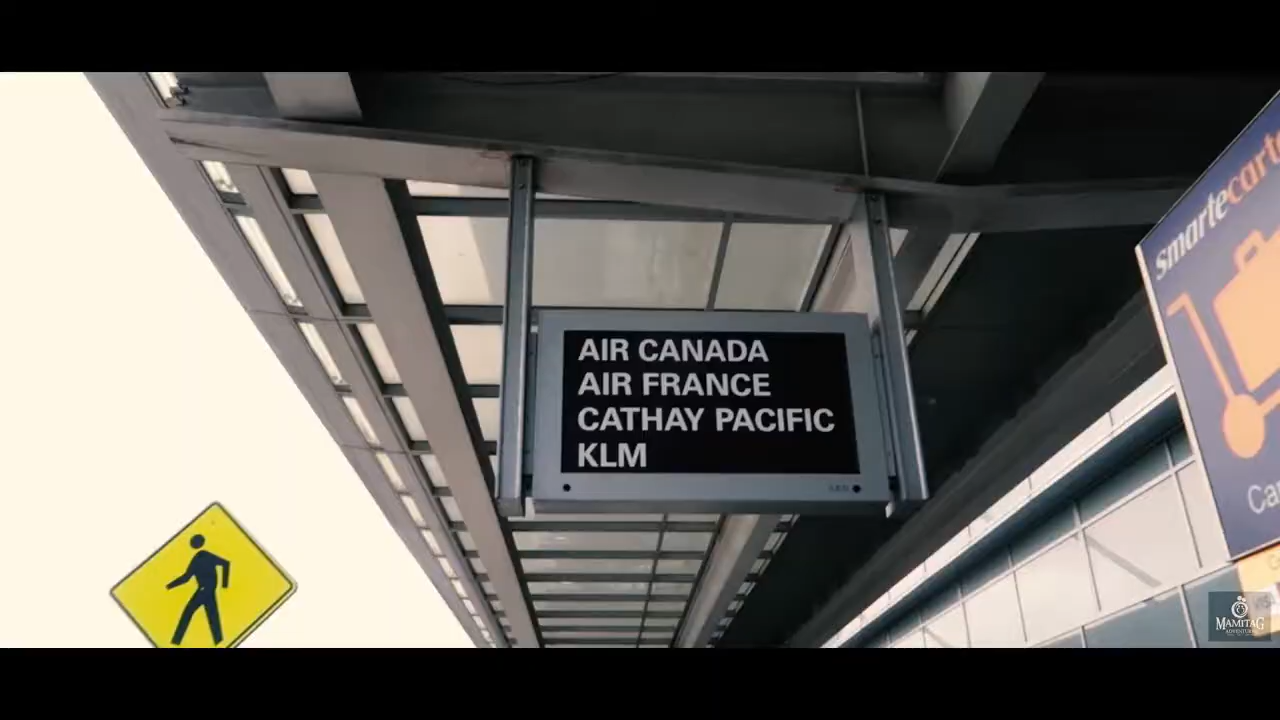 AIR CANADA
AIR FRANCE
CATHAY PACIFIC
KLM
smartecarte
MAMITAG